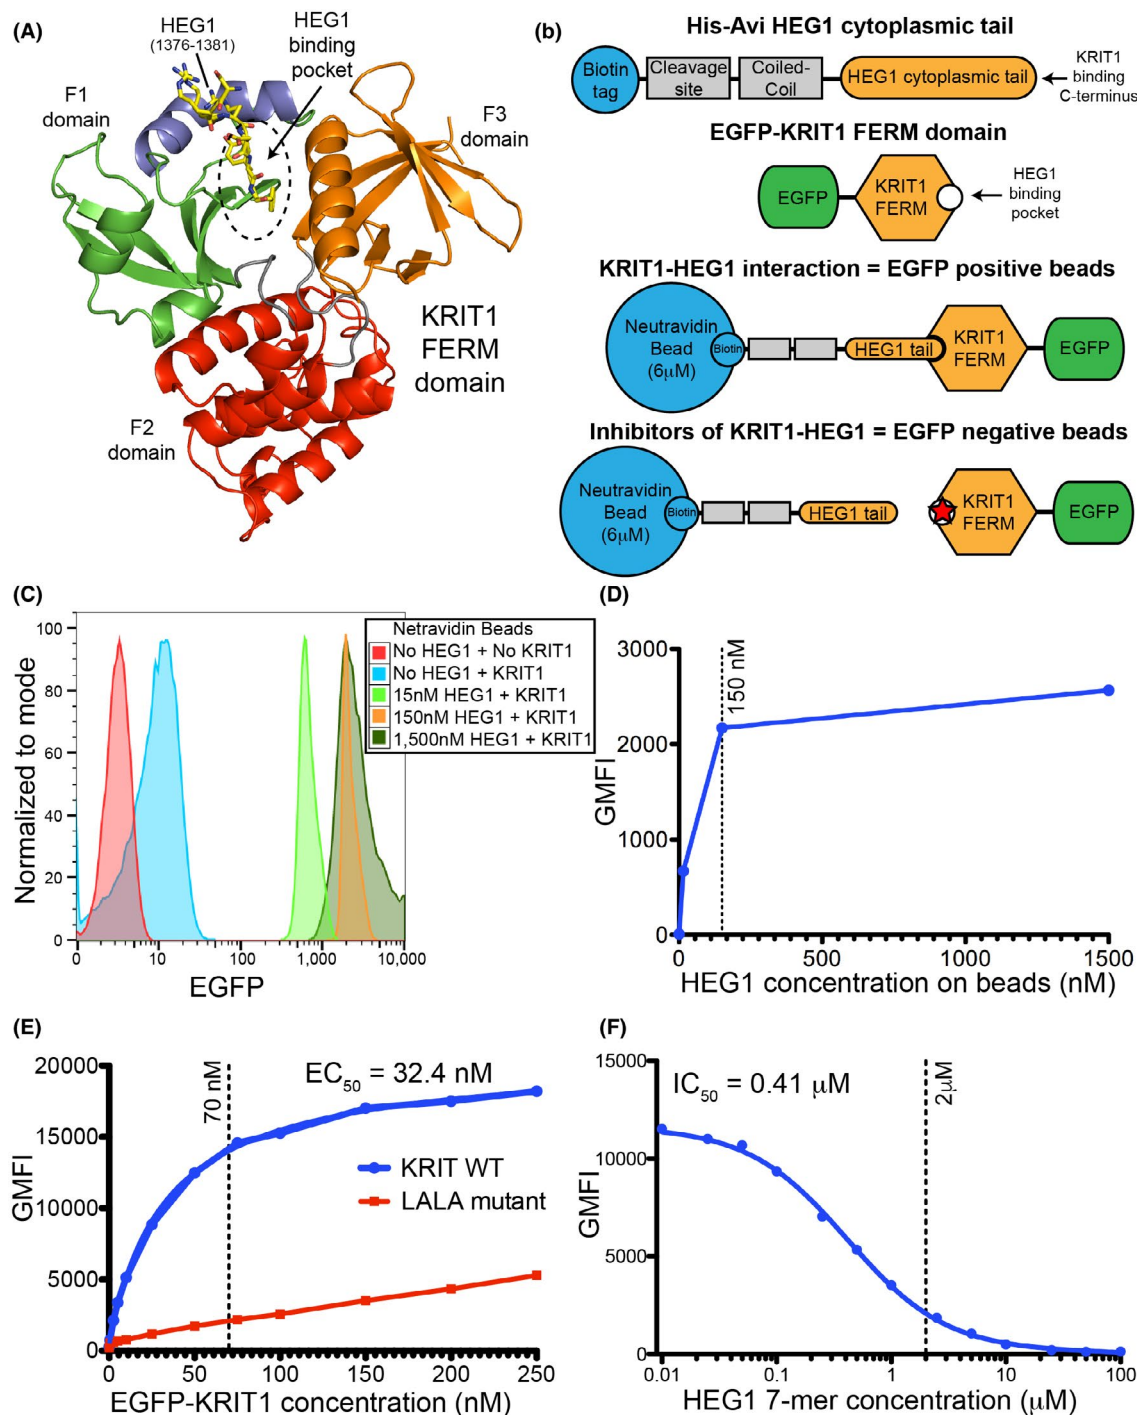 (A)
HEG1
(1376-1381)
HEG1
binding
pocket
F1
domain
F3
domain
KRIT1
FERM
domain
F2
domain
(b)
His-Avi HEG1 cytoplasmic tail
Biotin
tag
Cleavage
site
Coiled-
Coil
HEG1 cytoplasmic tail
KRIT1
binding
C-terminus
EGFP-KRIT1 FERM domain
EGFP
KRIT1
FERM
HEG1
binding
pocket
KRIT1-HEG1 interaction = EGFP positive beads
Neutravidin
Bead
(6μM)
Biotin
HEG1 tail
KRIT1
FERM
EGFP
Inhibitors of KRIT1-HEG1 = EGFP negative beads
Neutravidin
Bead
(6μM)
Biotin
HEG1 tail
KRIT1
FERM
EGFP
(C)
Normalized to mode
100
80
60
40
20
0
0
10
100
1,000
10,000
EGFP
Netravidin Beads
No HEG1 + No KRIT1
No HEG1 + KRIT1
15nM HEG1 + KRIT1
150nM HEG1 + KRIT1
1,500nM HEG1 + KRIT1
(D)
GMFI
3000
2000
1000
0
150 nM
0
500
1000
1500
HEG1 concentration on beads (nM)
(E)
GMFI
20000
15000
10000
5000
0
70 nM
EC50 = 32.4 nM
KRIT WT
LALA mutant
0
50
100
150
200
250
EGFP-KRIT1 concentration (nM)
(F)
GMFI
15000
10000
5000
0
IC50 = 0.41 μM
2μM
0.01
0.1
1
10
100
HEG1 7-mer concentration (μM)